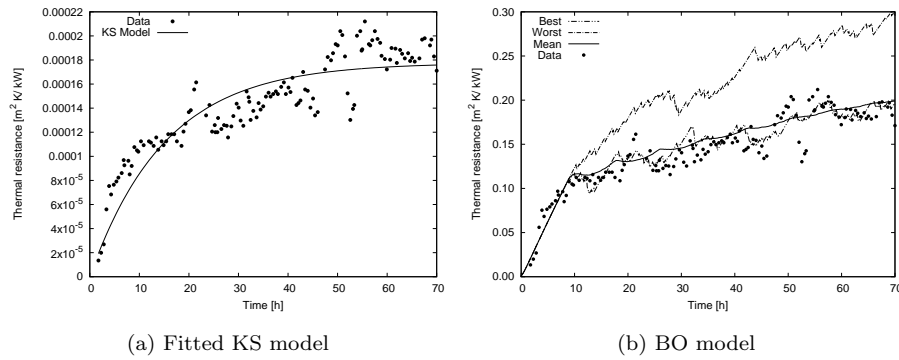 Thermal resistance [m² K/ kW]
0.00022
0.0002
0.00018
0.00016
0.00014
0.00012
0.0001
8x10⁻⁵
6x10⁻⁵
4x10⁻⁵
2x10⁻⁵
0
Data
KS Model
0 10 20 30 40 50 60 70
Time [h]
(a) Fitted KS model
Thermal resistance [m² K/ kW]
0.30
0.25
0.20
0.15
0.10
0.05
0.00
Best
Worst
Mean
Data
0 10 20 30 40 50 60 70
Time [h]
(b) BO model